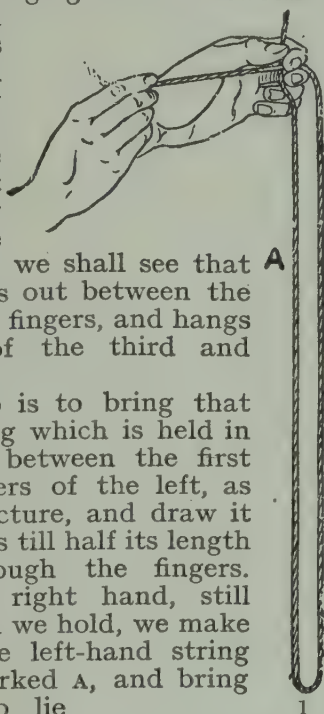 A
we shall see that
s out between the
fingers, and hangs
of the third and
is to bring that
g which is held in
between the first
ers of the left, as
cture, and draw it
s till half its length
ough the fingers.
right hand, still
we hold, we make
e left-hand string
rked A, and bring
lie
1